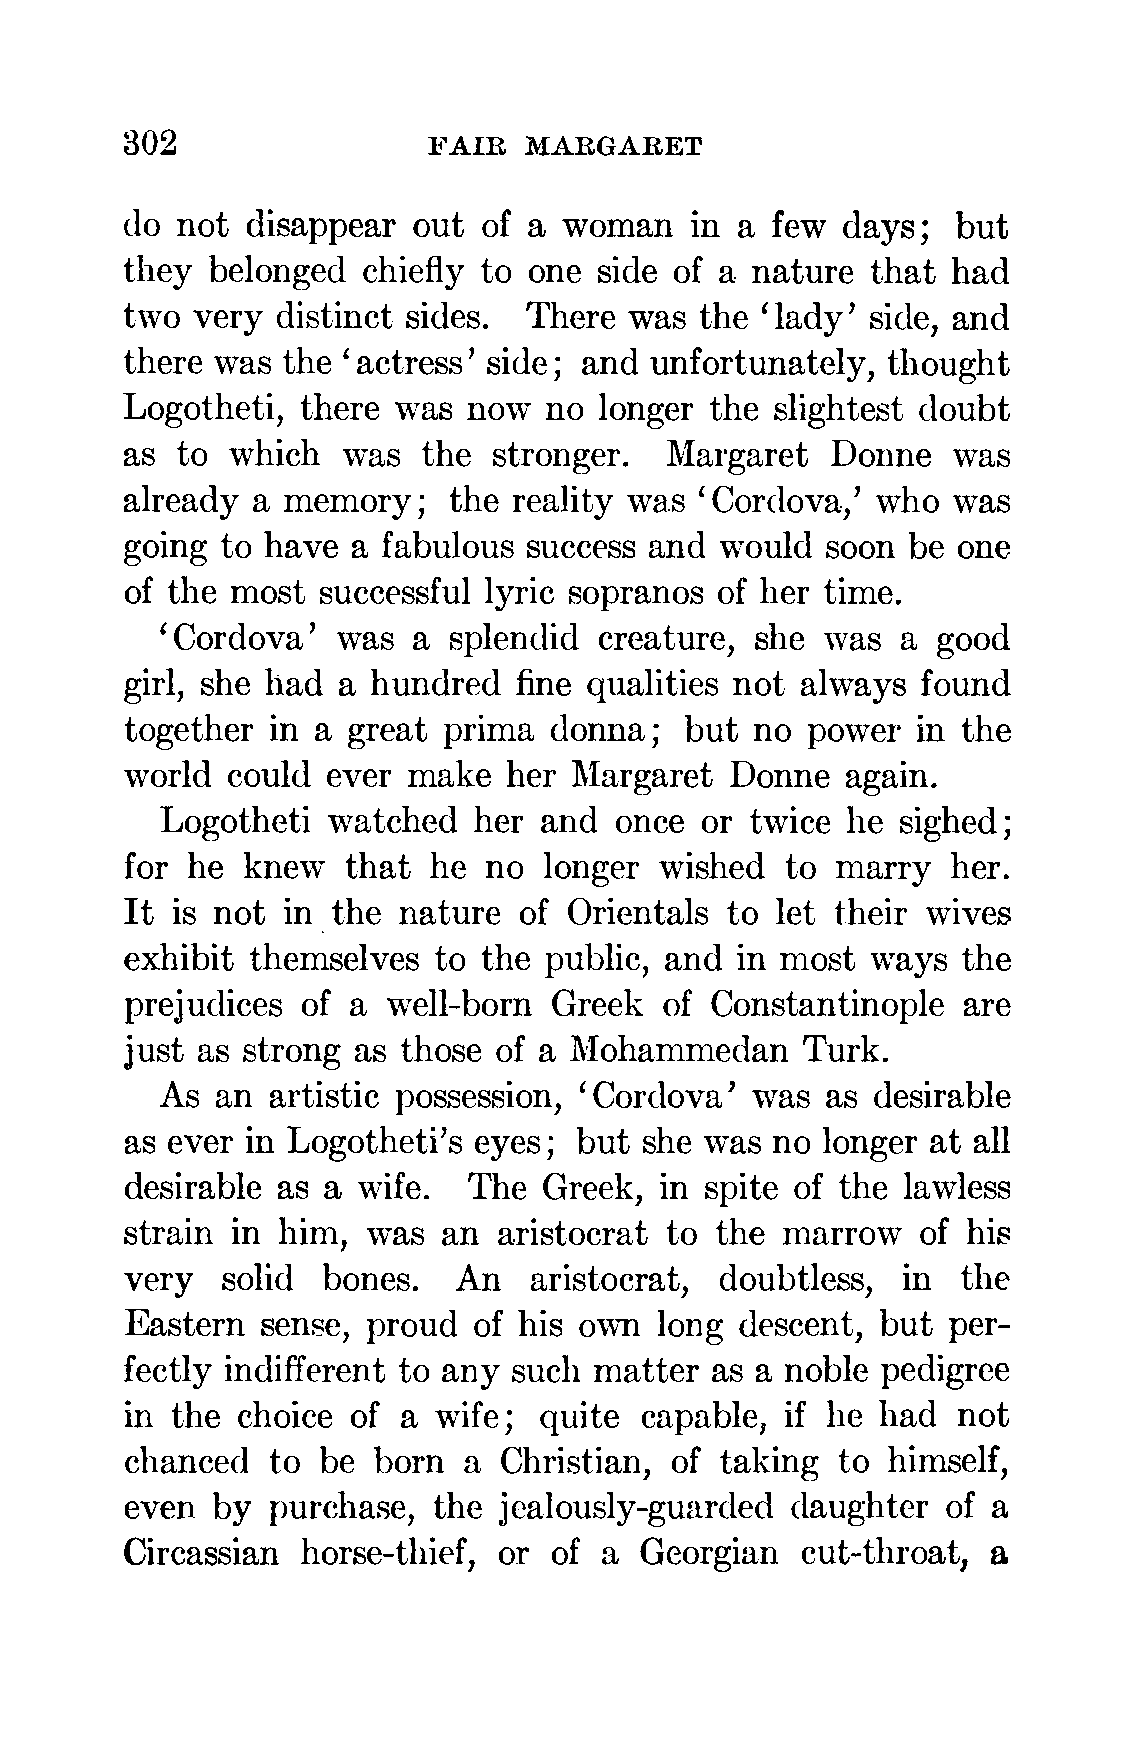 302 FAIR MARGARET
do not disappear out of a woman in a few days; but
they belonged chiefly to one side of a nature that had
two very distinct sides. There was the ‘lady’ side, and
there was the ‘actress’ side; and unfortunately, thought
Logotheti, there was now no longer the slightest doubt
as to which was the stronger. Margaret Donne was
already a memory; the reality was ‘Cordova,’ who was
going to have a fabulous success and would soon be one
of the most successful lyric sopranos of her time.
‘Cordova’ was a splendid creature, she was a good
girl, she had a hundred fine qualities not always found
together in a great prima donna; but no power in the
world could ever make her Margaret Donne again.
Logotheti watched her and once or twice he sighed;
for he knew that he no longer wished to marry her.
It is not in the nature of Orientals to let their wives
exhibit themselves to the public, and in most ways the
prejudices of a well-born Greek of Constantinople are
just as strong as those of a Mohammedan Turk.
As an artistic possession, ‘Cordova’ was as desirable
as ever in Logotheti’s eyes; but she was no longer at all
desirable as a wife. The Greek, in spite of the lawless
strain in him, was an aristocrat to the marrow of his
very solid bones. An aristocrat, doubtless, in the
Eastern sense, proud of his own long descent, but per-
fectly indifferent to any such matter as a noble pedigree
in the choice of a wife; quite capable, if he had not
chanced to be born a Christian, of taking to himself,
even by purchase, the jealously-guarded daughter of a
Circassian horse-thief, or of a Georgian cut-throat, a